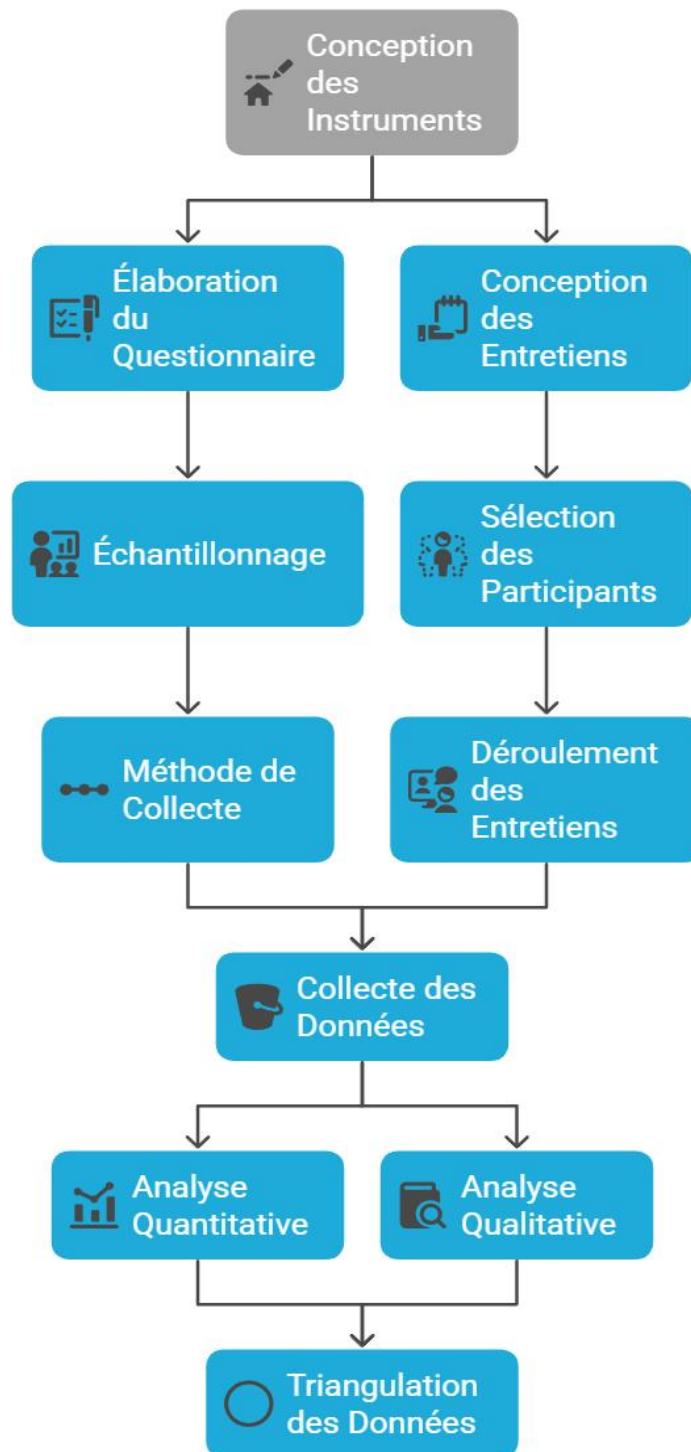 Conception
des
Instruments
Élaboration
du
Questionnaire
Conception
des
Entretiens
Échantillonnage
Sélection
des
Participants
Méthode de
Collecte
Déroulement
des
Entretiens
Collecte des
Données
Analyse
Quantitative
Analyse
Qualitative
Triangulation
des Données